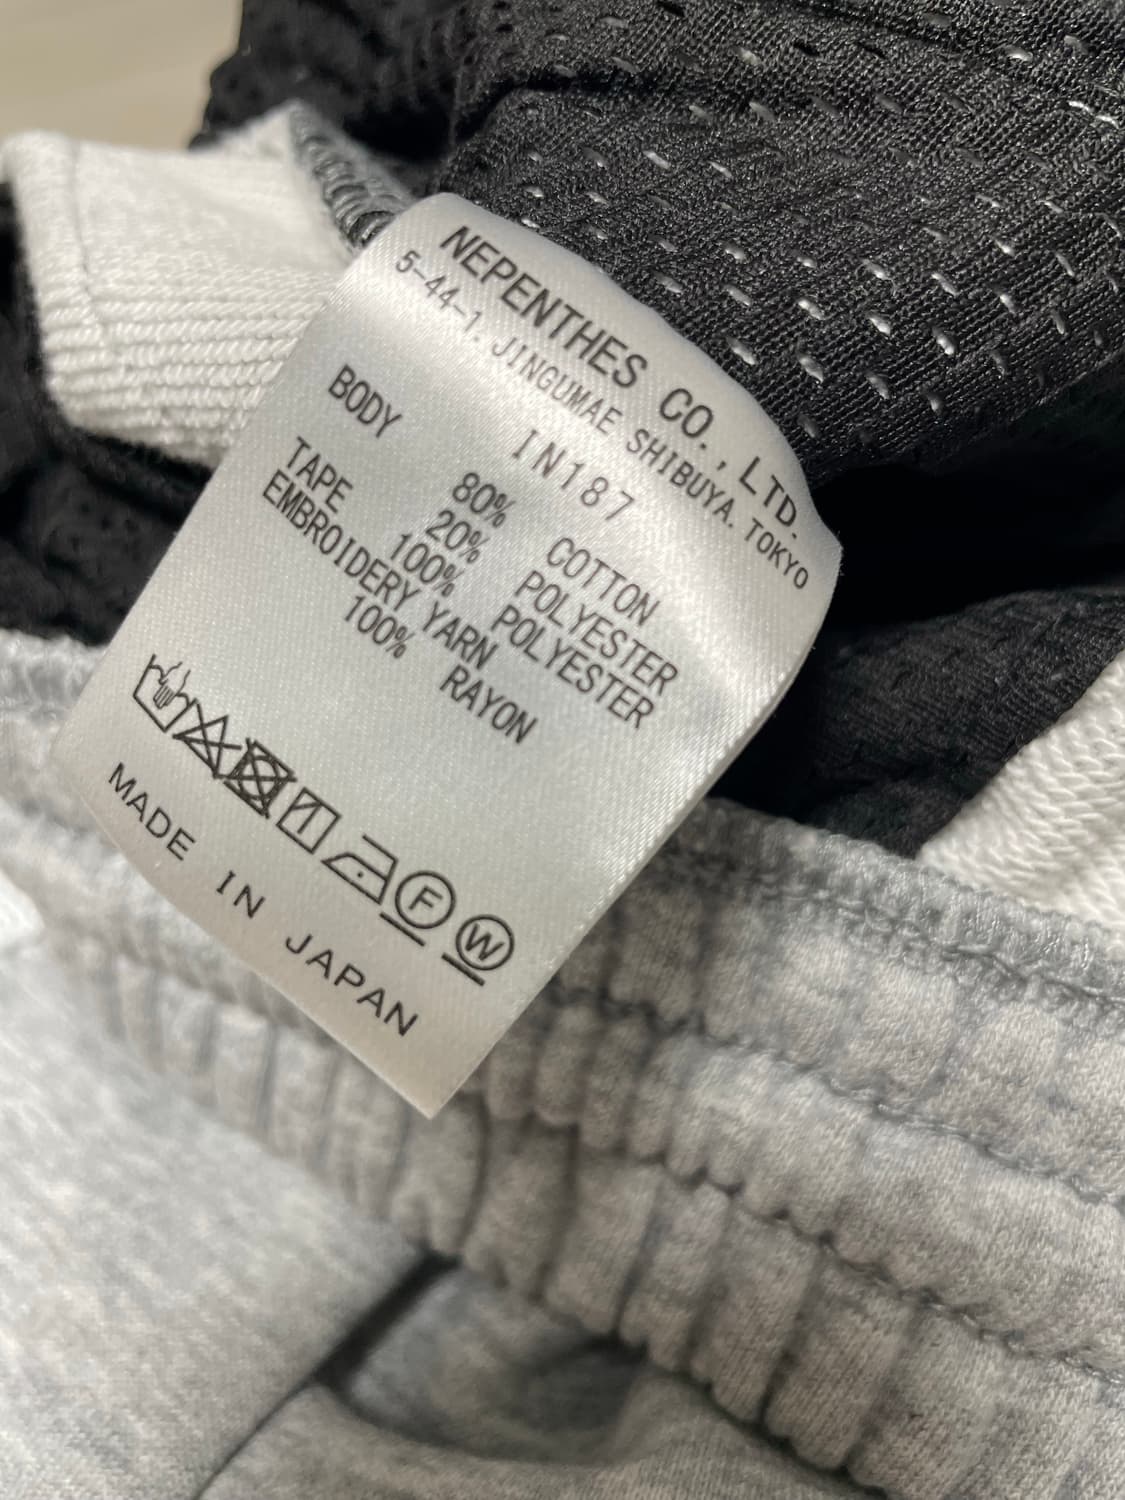 NEPENTHES CO., LTD.
5-44-1. JINGUMAE SHIBUYA. TOKYO
IN187
BODY
80% COTTON
20% POLYESTER
TAPE 100% POLYESTER
EMBROIDERY YARN
100% RAYON
F W
MADE IN JAPAN